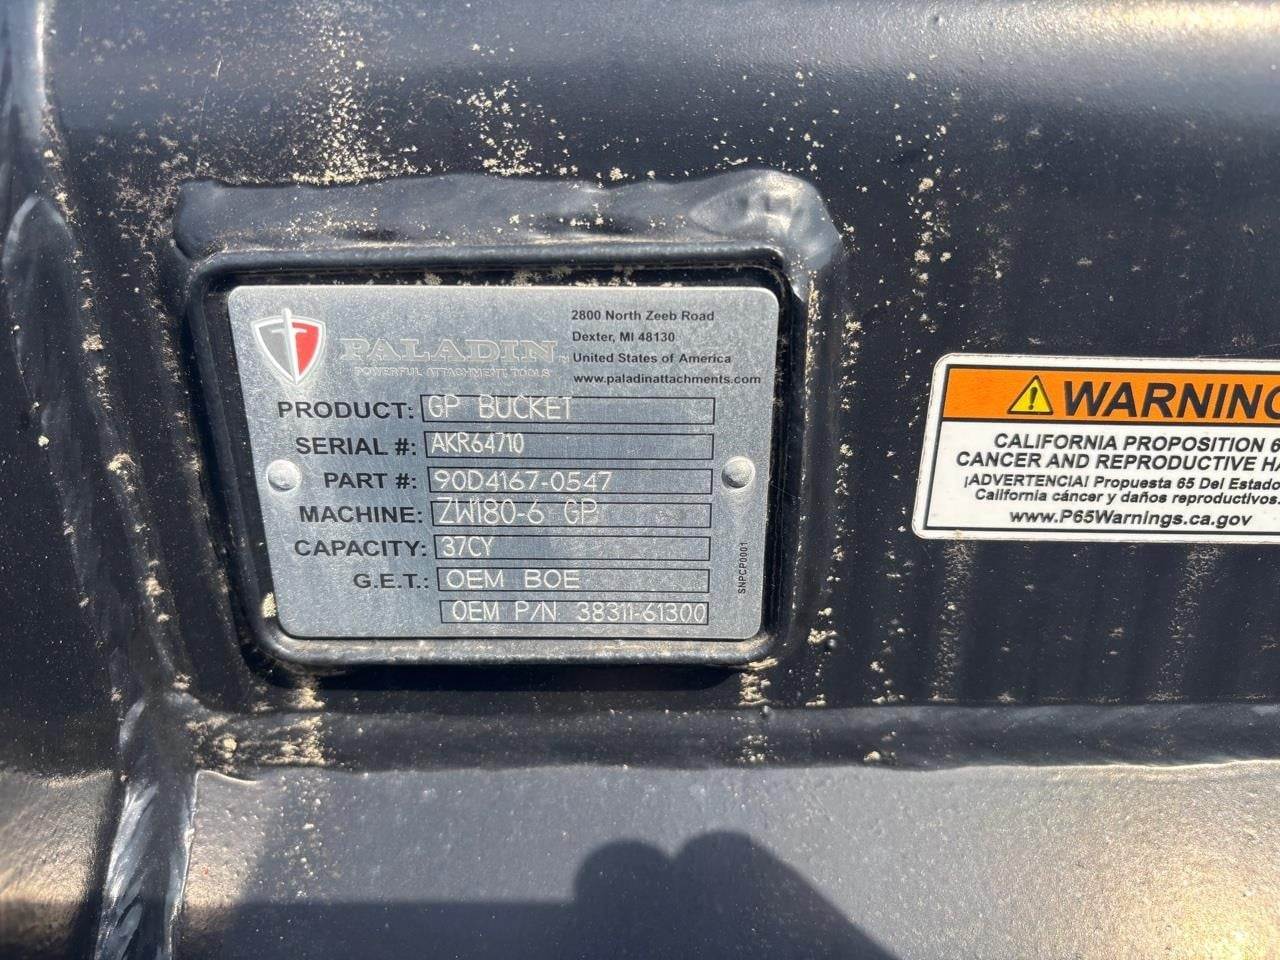 2800 North Zeeb Road
Dexter, MI 48130
United States of America
www.paladinattachments.com
PALADIN
POWERFUL ATTACHMENT TOOLS
PRODUCT: GP BUCKET
SERIAL #: AKR64710
PART #: 90D4167-0547
MACHINE: ZW180-6 GP
CAPACITY: 37CY
G.E.T.: OEM BOE
OEM P/N 38311-61300
SNPCP0001
WARNING
CALIFORNIA PROPOSITION 6
CANCER AND REPRODUCTIVE HA
¡ADVERTENCIA! Propuesta 65 Del Estado
California cáncer y daños reproductivos.
www.P65Warnings.ca.gov